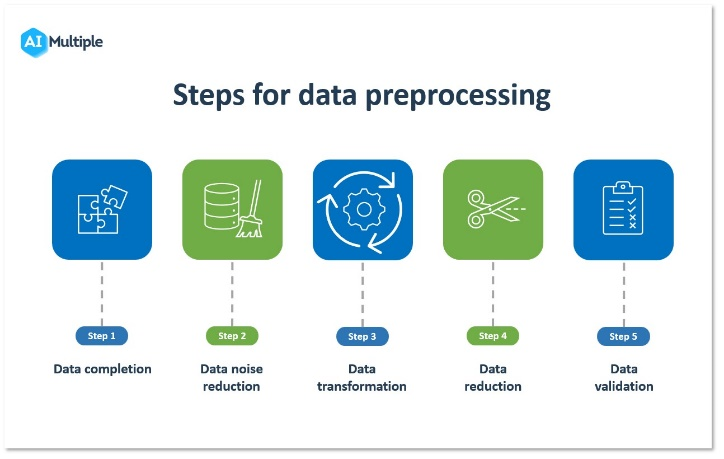 AI Multiple
Steps for data preprocessing
Step 1
Step 2
Step 3
Step 4
Step 5
Data completion
Data noise
reduction
Data
transformation
Data
reduction
Data
validation